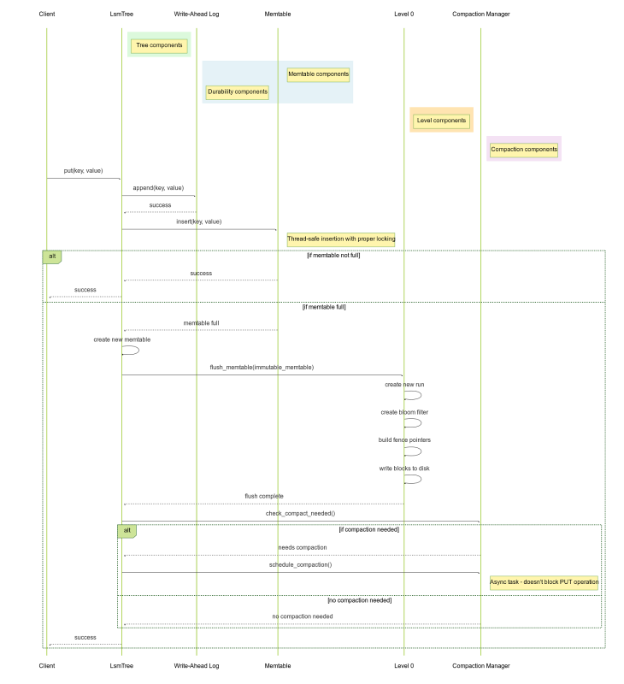 Client LsmTree Write-Ahead Log Memtable Level 0 Compaction Manager
Tree components
Memtable components
Durability components
Level components
Compaction components
put(key, value)
append(key, value)
success
insert(key, value)
Thread-safe insertion with proper locking
alt [if memtable not full]
success
success
[if memtable full]
memtable full
create new memtable
flush_memtable(immutable_memtable)
create new run
create bloom filter
build fence pointers
write blocks to disk
flush complete
check_compact_needed()
alt [if compaction needed]
needs compaction
schedule_compaction()
Async task - doesn't block PUT operation
[no compaction needed]
no compaction needed
success
Client LsmTree Write-Ahead Log Memtable Level 0 Compaction Manager